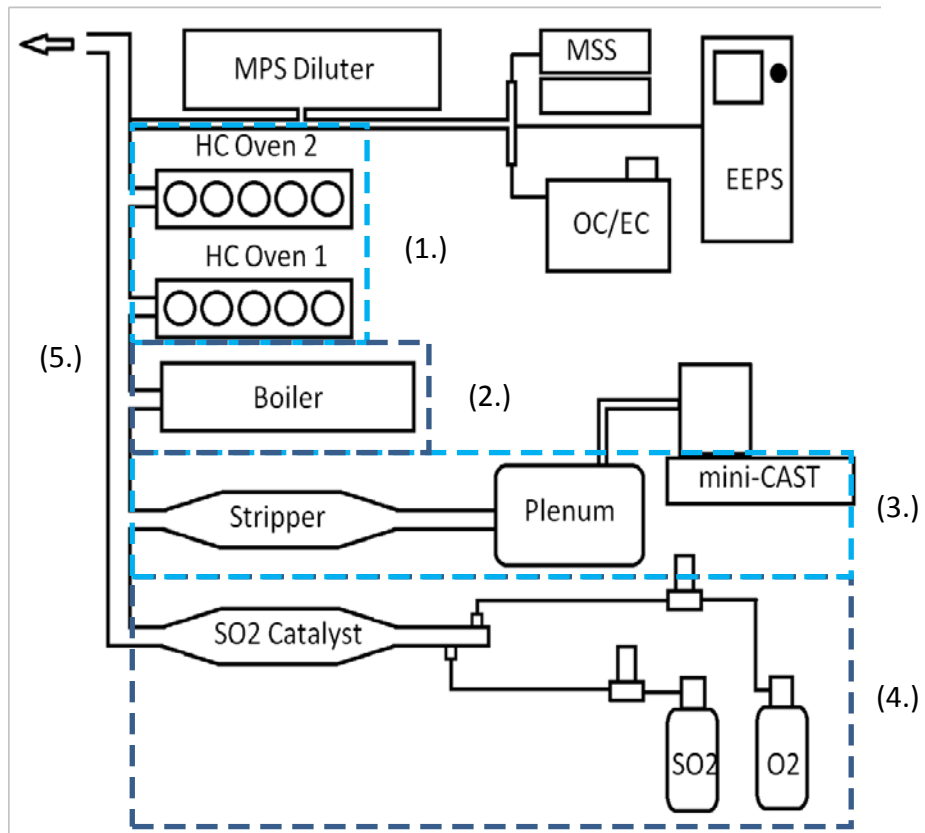 MPS Diluter
MSS
EEPS
HC Oven 2
OC/EC
(1.)
HC Oven 1
(5.)
Boiler
(2.)
mini-CAST
Stripper
Plenum
(3.)
SO2 Catalyst
(4.)
SO2
O2